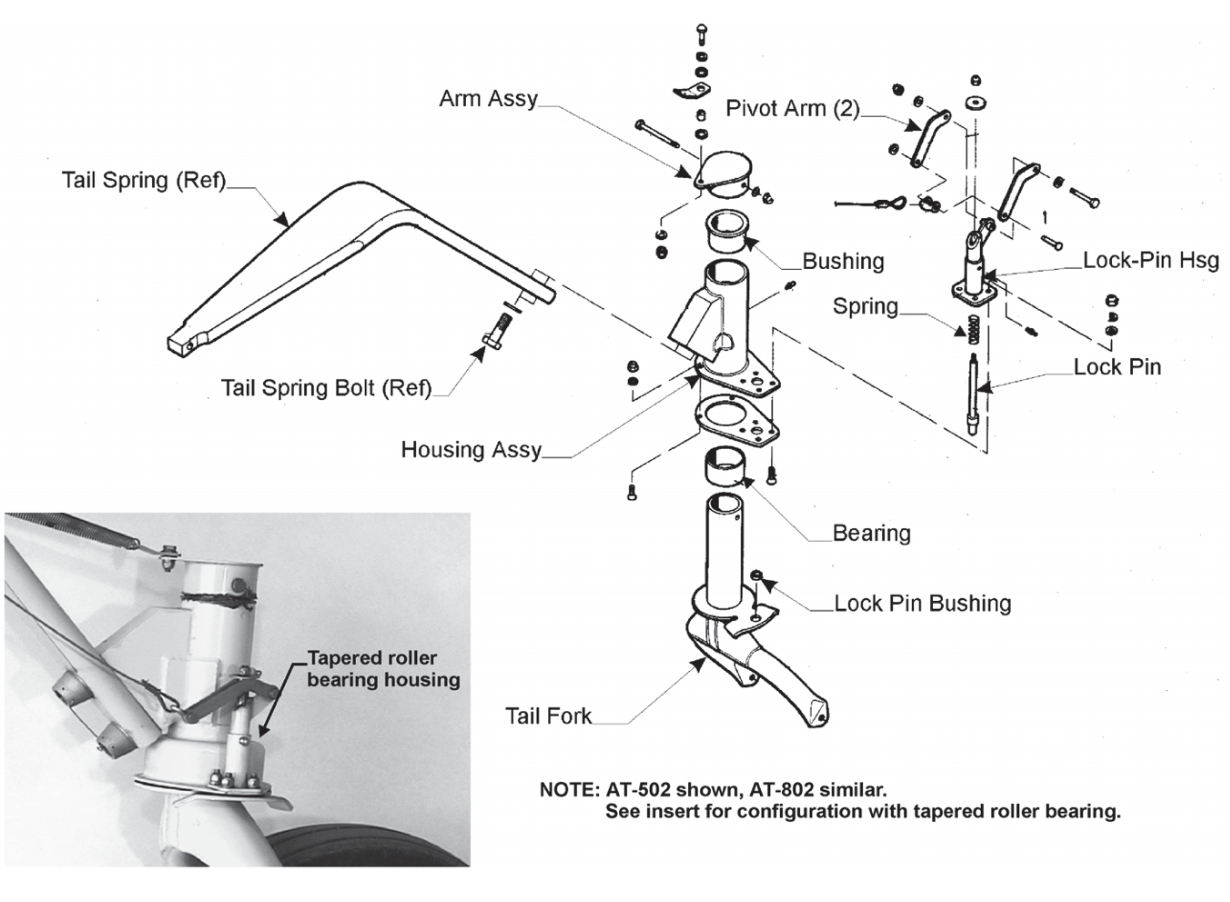 Arm Assy
Pivot Arm (2)
Tail Spring (Ref)
Bushing
Lock-Pin Hsg
Spring
Tail Spring Bolt (Ref)
Lock Pin
Housing Assy
Bearing
Lock Pin Bushing
Tapered roller
bearing housing
Tail Fork
NOTE: AT-502 shown, AT-802 similar.
See insert for configuration with tapered roller bearing.